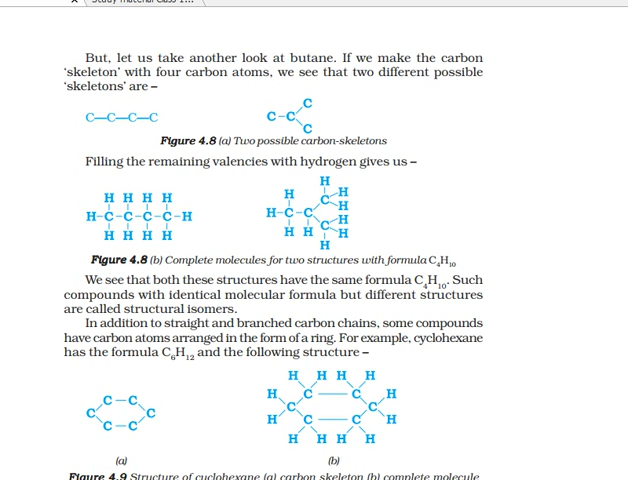 But, let us take another look at butane. If we make the carbon
‘skeleton’ with four carbon atoms, we see that two different possible
‘skeletons’ are –
C
C—C—C—C C–C
C
Figure 4.8 (a) Two possible carbon-skeletons
Filling the remaining valencies with hydrogen gives us –
H
H H H H H C H
H
H–C–C–C–C–H H–C–C
H
H H C H
H H H H
H
Figure 4.8 (b) Complete molecules for two structures with formula C₄H₁₀
We see that both these structures have the same formula C₄H₁₀. Such
compounds with identical molecular formula but different structures
are called structural isomers.
In addition to straight and branched carbon chains, some compounds
have carbon atoms arranged in the form of a ring. For example, cyclohexane
has the formula C₆H₁₂ and the following structure –
H H H H
C–C H C — C H
C C C C
C–C H C — C H
H H H H
(a) (b)
Figure 4.9 Structure of cyclohexane (a) carbon skeleton (b) complete molecule